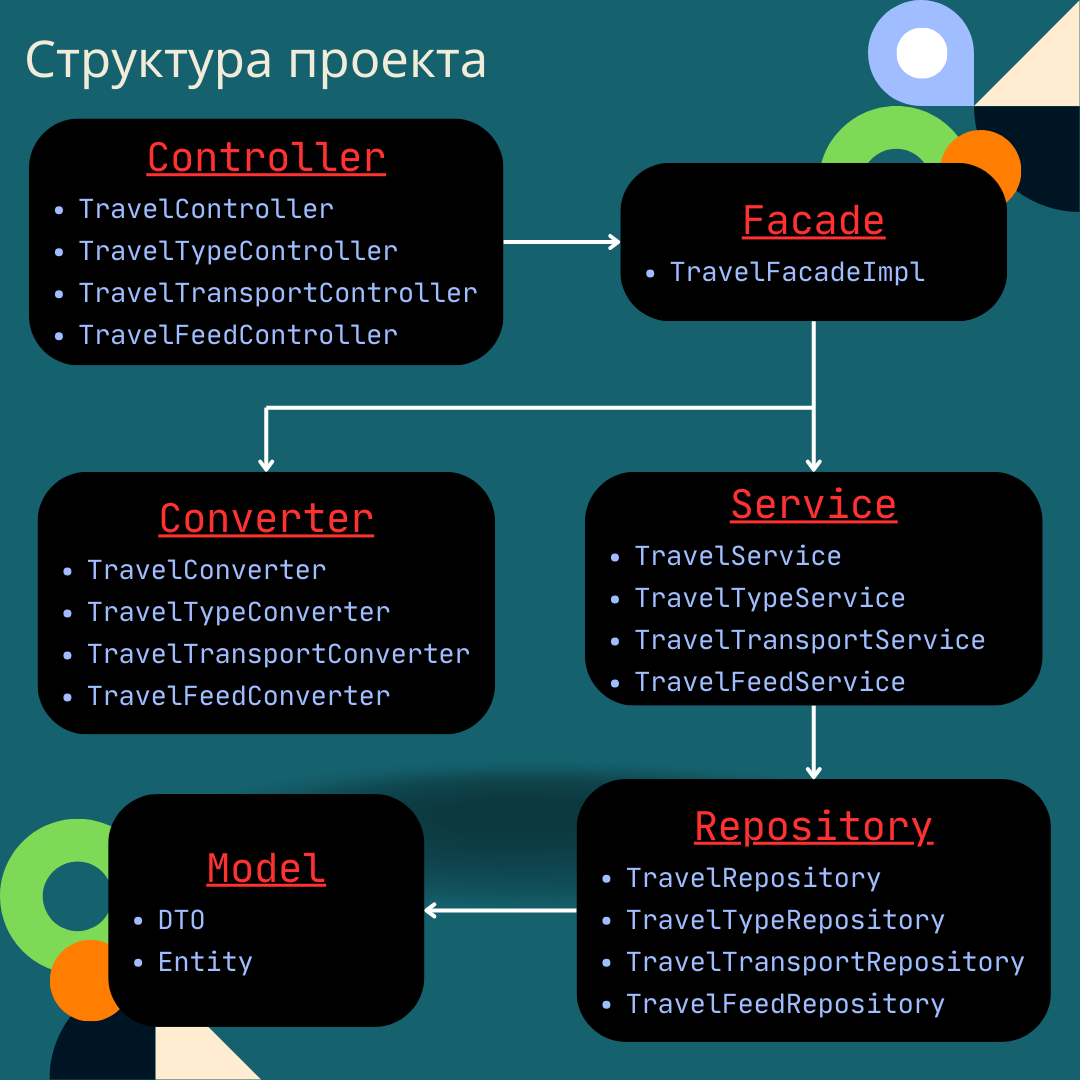 Структура проекта
Controller
TravelController
TravelTypeController
TravelTransportController
TravelFeedController
Facade
TravelFacadeImpl
Converter
TravelConverter
TravelTypeConverter
TravelTransportConverter
TravelFeedConverter
Service
TravelService
TravelTypeService
TravelTransportService
TravelFeedService
Model
DTO
Entity
Repository
TravelRepository
TravelTypeRepository
TravelTransportRepository
TravelFeedRepository